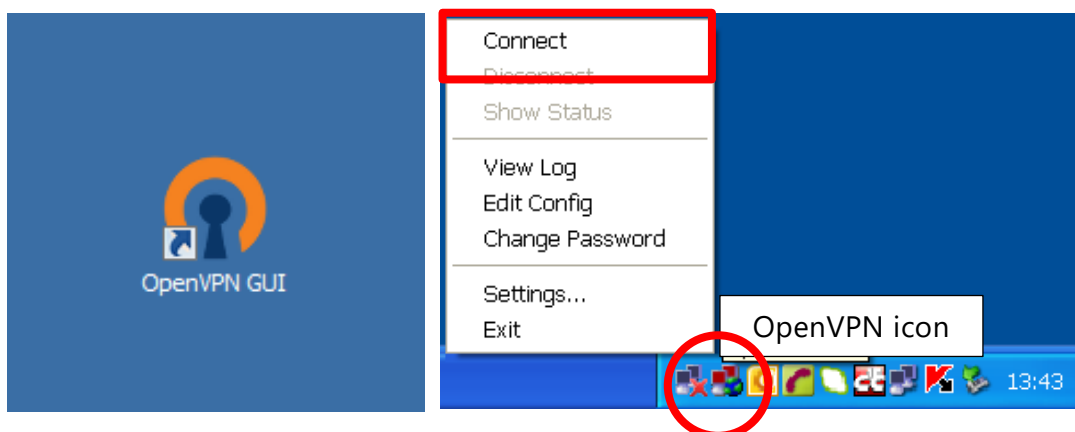 OpenVPN GUI
Connect
Disconnect
Show Status
View Log
Edit Config
Change Password
Settings...
Exit
OpenVPN icon
13:43